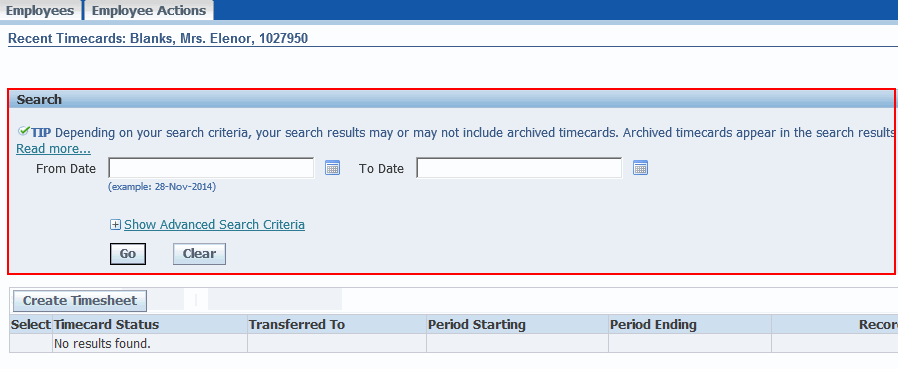 Employees Employee Actions
Recent Timecards: Blanks, Mrs. Elenor, 1027950
Search
TIP Depending on your search criteria, your search results may or may not include archived timecards. Archived timecards appear in the search results
Read more...
From Date To Date
(example: 28-Nov-2014)
Show Advanced Search Criteria
Go Clear
Create Timesheet
Select Timecard Status Transferred To Period Starting Period Ending Recor
No results found.